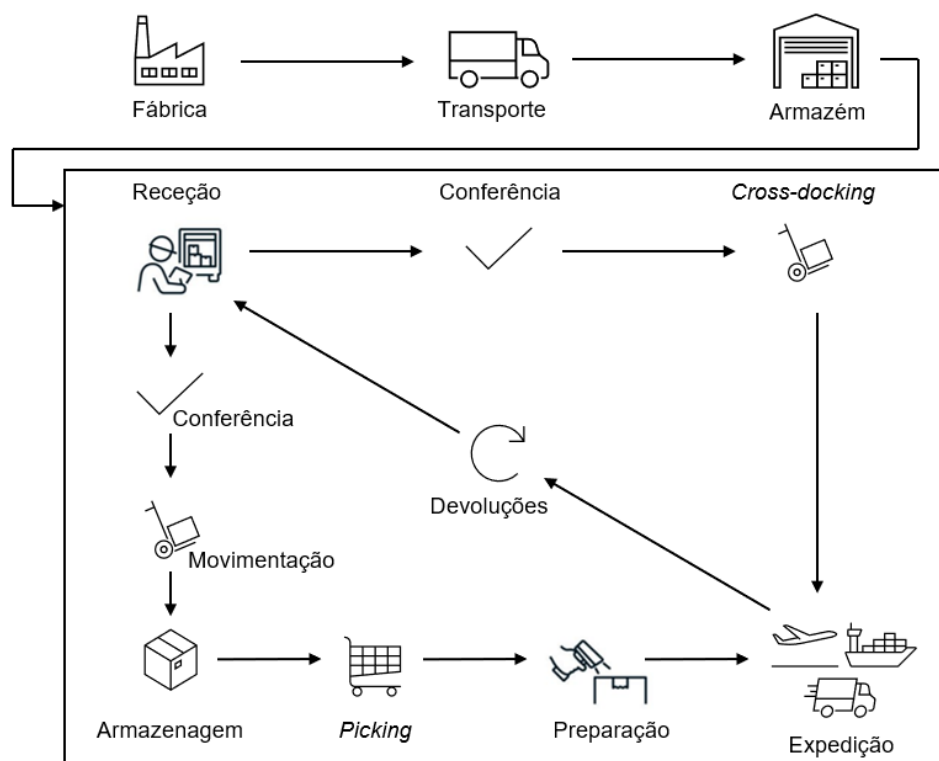 Fábrica
Transporte
Armazém
Receção
Conferência
Cross-docking
Conferência
Devoluções
Movimentação
Armazenagem
Picking
Preparação
Expedição